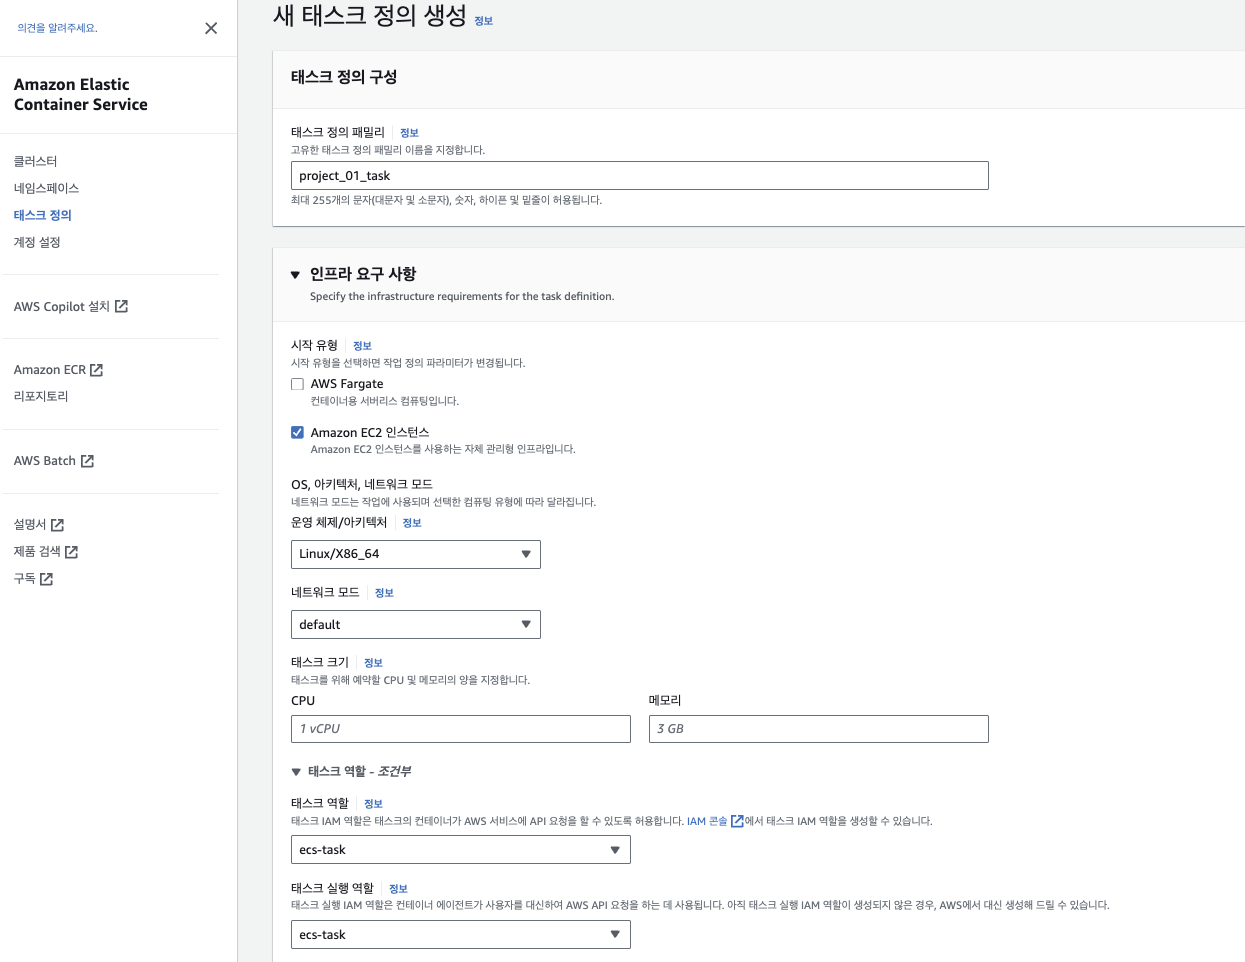 의견을 알려주세요.
Amazon Elastic
Container Service
클러스터
네임스페이스
태스크 정의
계정 설정
AWS Copilot 설치
Amazon ECR
리포지토리
AWS Batch
설명서
제품 검색
구독
새 태스크 정의 생성 정보
태스크 정의 구성
태스크 정의 패밀리 정보
고유한 태스크 정의 패밀리 이름을 지정합니다.
project_01_task
최대 255개의 문자(대문자 및 소문자), 숫자, 하이픈 및 밑줄이 허용됩니다.
인프라 요구 사항
Specify the infrastructure requirements for the task definition.
시작 유형 정보
시작 유형을 선택하면 작업 정의 파라미터가 변경됩니다.
AWS Fargate
컨테이너용 서버리스 컴퓨팅입니다.
Amazon EC2 인스턴스
Amazon EC2 인스턴스를 사용하는 자체 관리형 인프라입니다.
OS, 아키텍처, 네트워크 모드
네트워크 모드는 작업에 사용되며 선택한 컴퓨팅 유형에 따라 달라집니다.
운영 체제/아키텍처 정보
Linux/X86_64
네트워크 모드 정보
default
태스크 크기 정보
태스크를 위해 예약할 CPU 및 메모리의 양을 지정합니다.
CPU 메모리
1 vCPU 3 GB
태스크 역할 - 조건부
태스크 역할 정보
태스크 IAM 역할은 태스크의 컨테이너가 AWS 서비스에 API 요청을 할 수 있도록 허용합니다. IAM 콘솔에서 태스크 IAM 역할을 생성할 수 있습니다.
ecs-task
태스크 실행 역할 정보
태스크 실행 IAM 역할은 컨테이너 에이전트가 사용자를 대신하여 AWS API 요청을 하는 데 사용됩니다. 아직 태스크 실행 IAM 역할이 생성되지 않은 경우, AWS에서 대신 생성해 드릴 수 있습니다.
ecs-task